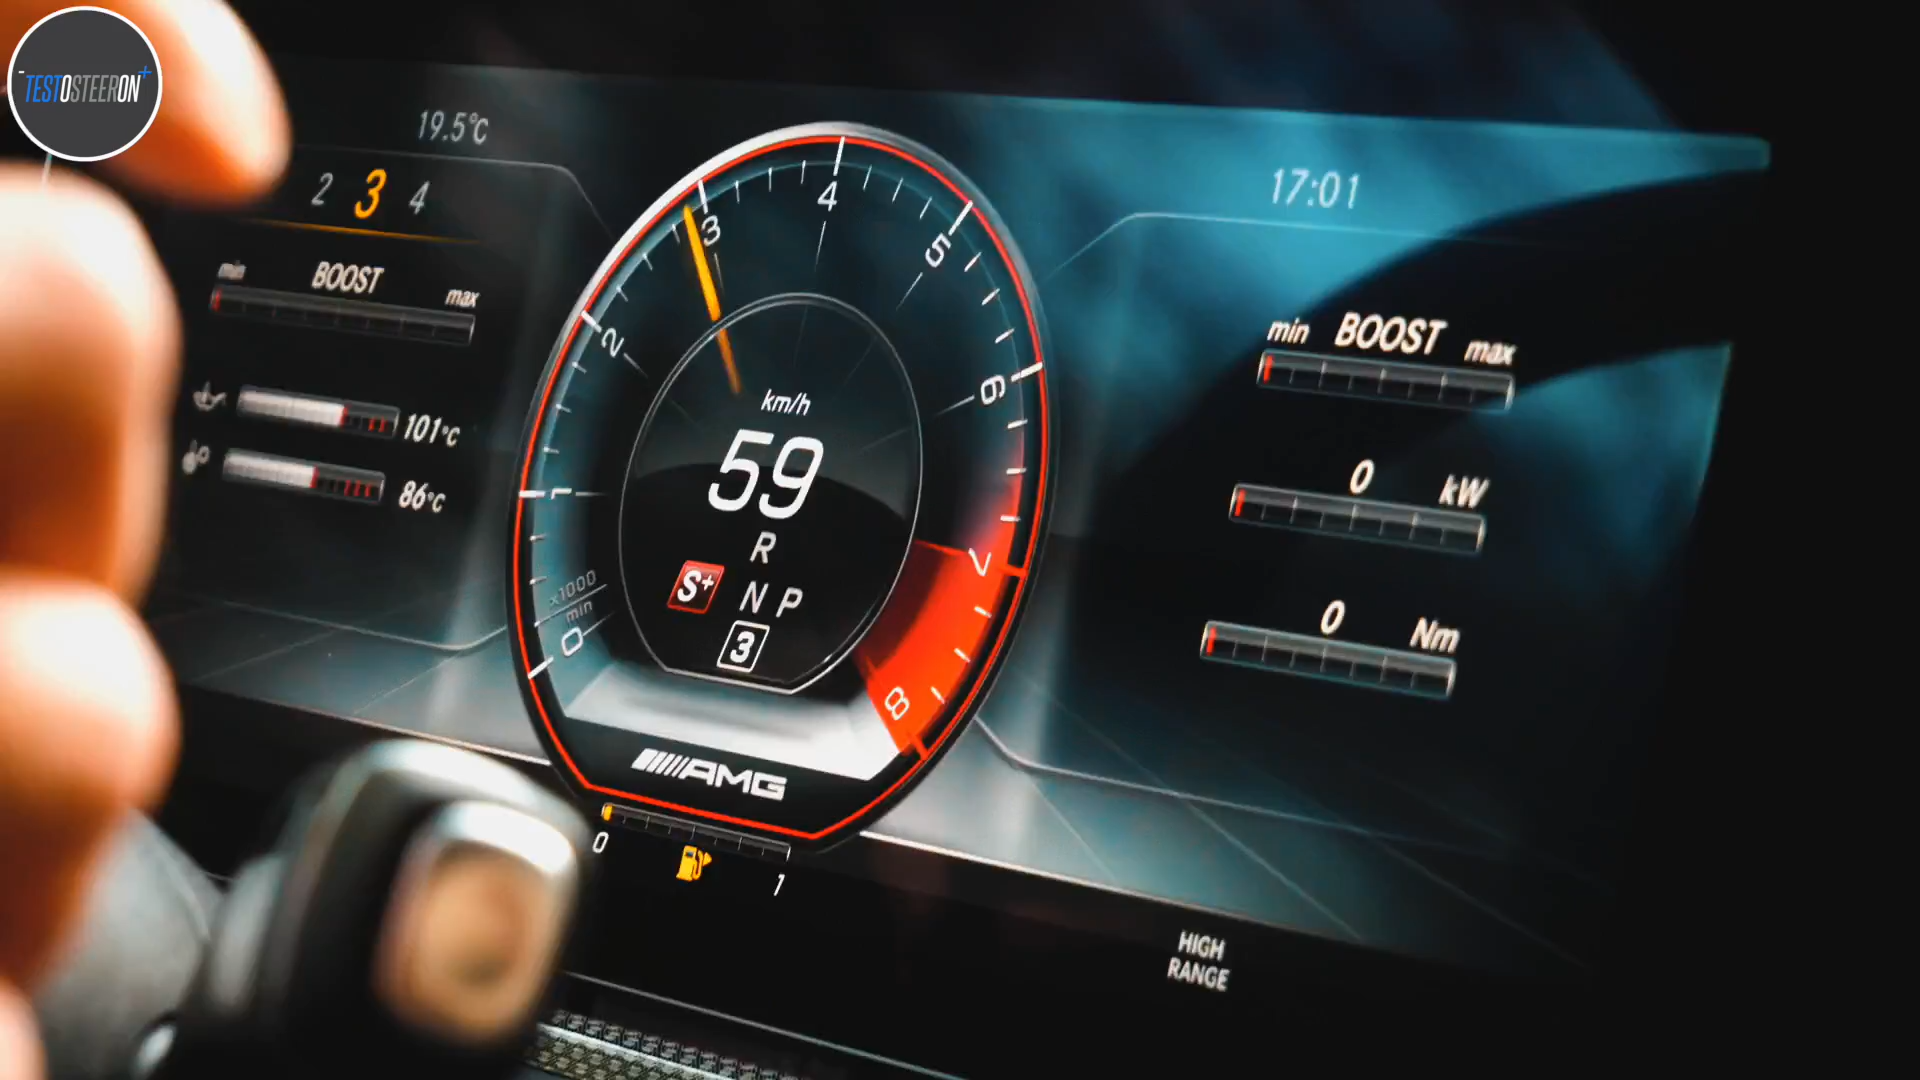 -TESTOSTEERON+
19.5°C
2 3 4
min BOOST max
101°C
86°C
17:01
min BOOST max
0 kW
0 Nm
0 1 2 3 4 5 6 7 8
x1000
min
km/h
59
R
S+ N P
3
AMG
0 1
HIGH
RANGE